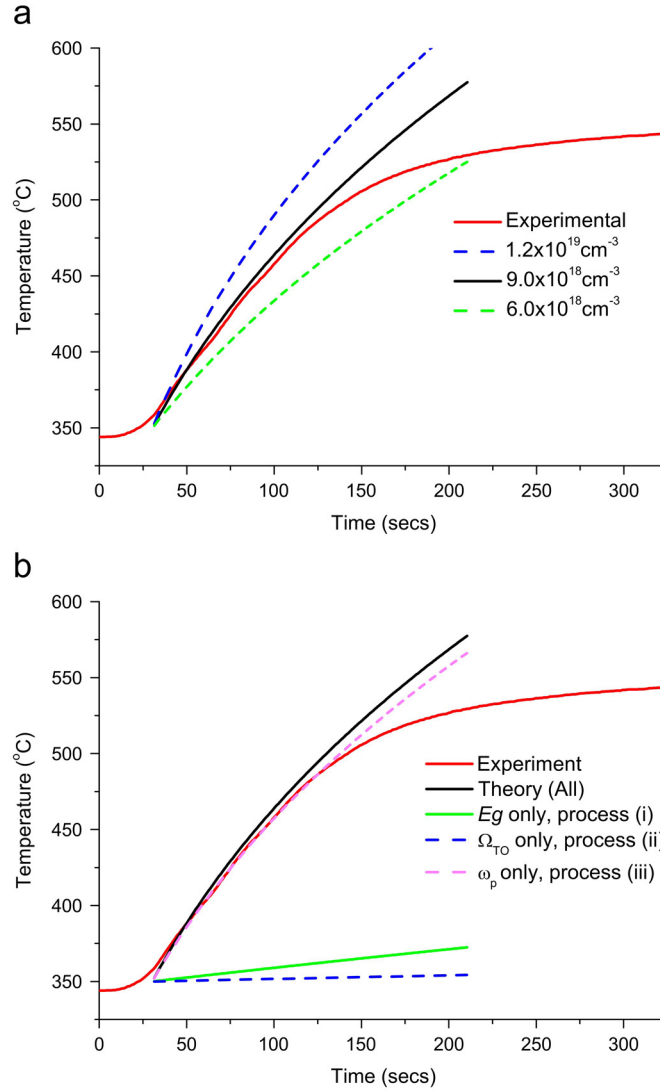 a
600
550
500
450
400
350
Temperature (°C)
Experimental
1.2x10¹⁹cm⁻³
9.0x10¹⁸cm⁻³
6.0x10¹⁸cm⁻³
0 50 100 150 200 250 300
Time (secs)
b
600
550
500
450
400
350
Temperature (°C)
Experiment
Theory (All)
Eg only, process (i)
Ω_TO only, process (ii)
ω_p only, process (iii)
0 50 100 150 200 250 300
Time (secs)